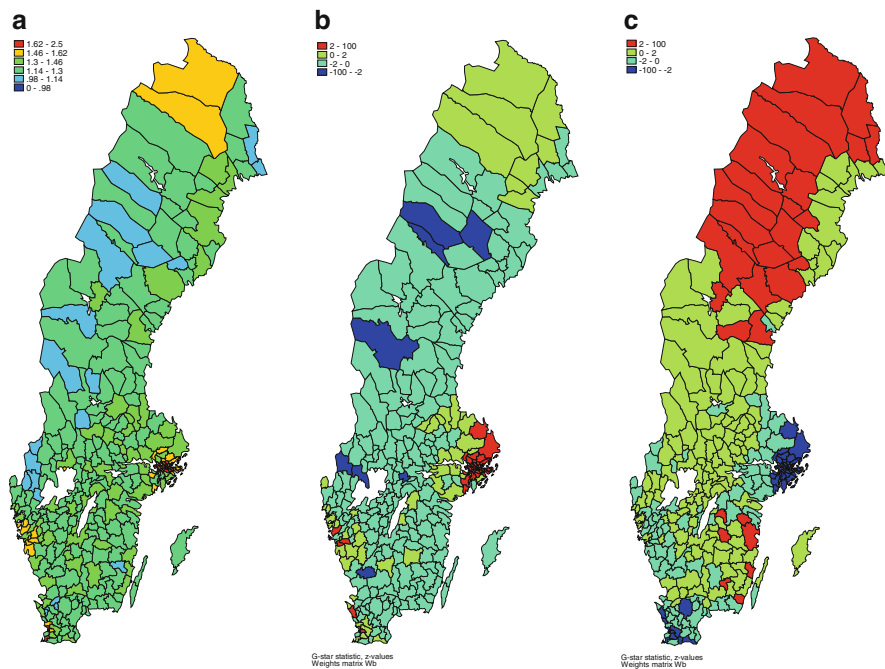 a
1.62 - 2.5
1.46 - 1.62
1.3 - 1.46
1.14 - 1.3
.98 - 1.14
0 - .98
b
2 - 100
0 - 2
-2 - 0
-100 - -2
G-star statistic, z-values
Weights matrix Wb
c
2 - 100
0 - 2
-2 - 0
-100 - -2
G-star statistic, z-values
Weights matrix Wb